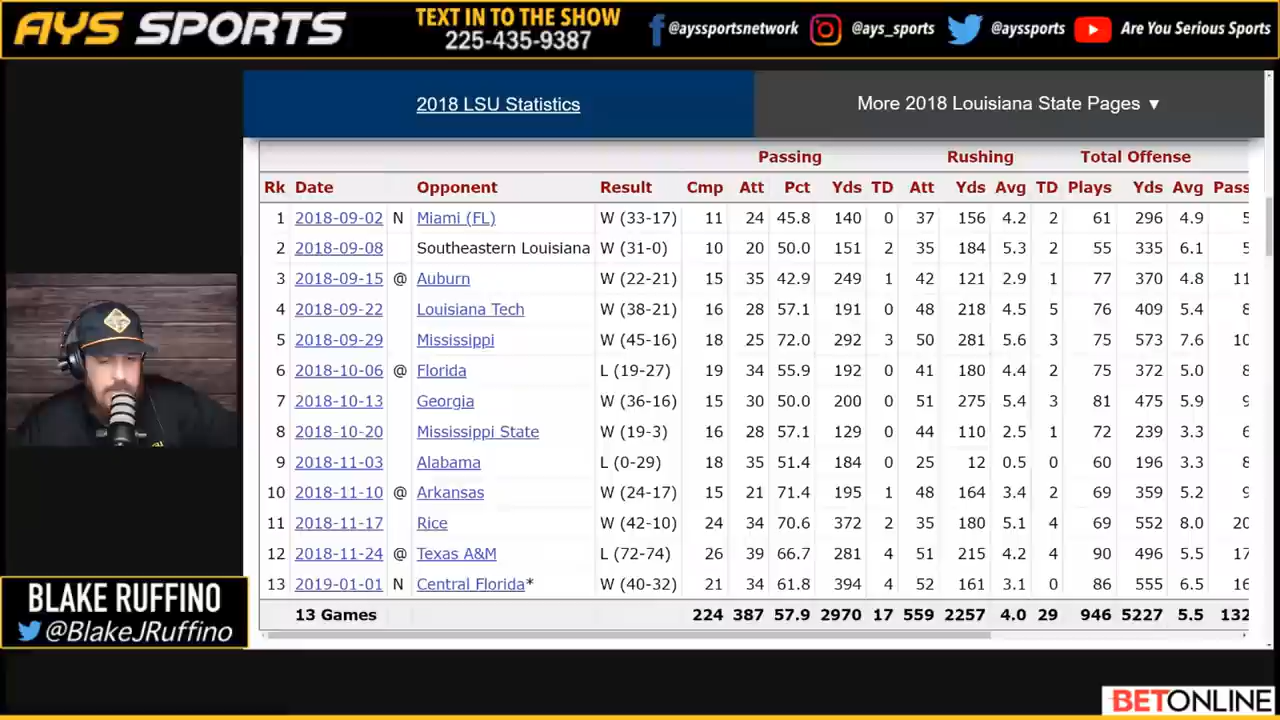 AYS SPORTS
TEXT IN TO THE SHOW
225-435-9387
@ayssportsnetwork
@ays_sports
@ayssports
Are You Serious Sports
2018 LSU Statistics
More 2018 Louisiana State Pages ▼
Passing Rushing Total Offense
Rk Date Opponent Result Cmp Att Pct Yds TD Att Yds Avg TD Plays Yds Avg Pass
1 2018-09-02 N Miami (FL) W (33-17) 11 24 45.8 140 0 37 156 4.2 2 61 296 4.9 5
2 2018-09-08 Southeastern Louisiana W (31-0) 10 20 50.0 151 2 35 184 5.3 2 55 335 6.1 5
3 2018-09-15 @ Auburn W (22-21) 15 35 42.9 249 1 42 121 2.9 1 77 370 4.8 11
4 2018-09-22 Louisiana Tech W (38-21) 16 28 57.1 191 0 48 218 4.5 5 76 409 5.4 8
5 2018-09-29 Mississippi W (45-16) 18 25 72.0 292 3 50 281 5.6 3 75 573 7.6 10
6 2018-10-06 @ Florida L (19-27) 19 34 55.9 192 0 41 180 4.4 2 75 372 5.0 8
7 2018-10-13 Georgia W (36-16) 15 30 50.0 200 0 51 275 5.4 3 81 475 5.9 9
8 2018-10-20 Mississippi State W (19-3) 16 28 57.1 129 0 44 110 2.5 1 72 239 3.3 6
9 2018-11-03 Alabama L (0-29) 18 35 51.4 184 0 25 12 0.5 0 60 196 3.3 8
10 2018-11-10 @ Arkansas W (24-17) 15 21 71.4 195 1 48 164 3.4 2 69 359 5.2 9
11 2018-11-17 Rice W (42-10) 24 34 70.6 372 2 35 180 5.1 4 69 552 8.0 20
12 2018-11-24 @ Texas A&M L (72-74) 26 39 66.7 281 4 51 215 4.2 4 90 496 5.5 17
13 2019-01-01 N Central Florida* W (40-32) 21 34 61.8 394 4 52 161 3.1 0 86 555 6.5 16
13 Games 224 387 57.9 2970 17 559 2257 4.0 29 946 5227 5.5 132
BLAKE RUFFINO
@BlakeJRuffino
BETONLINE